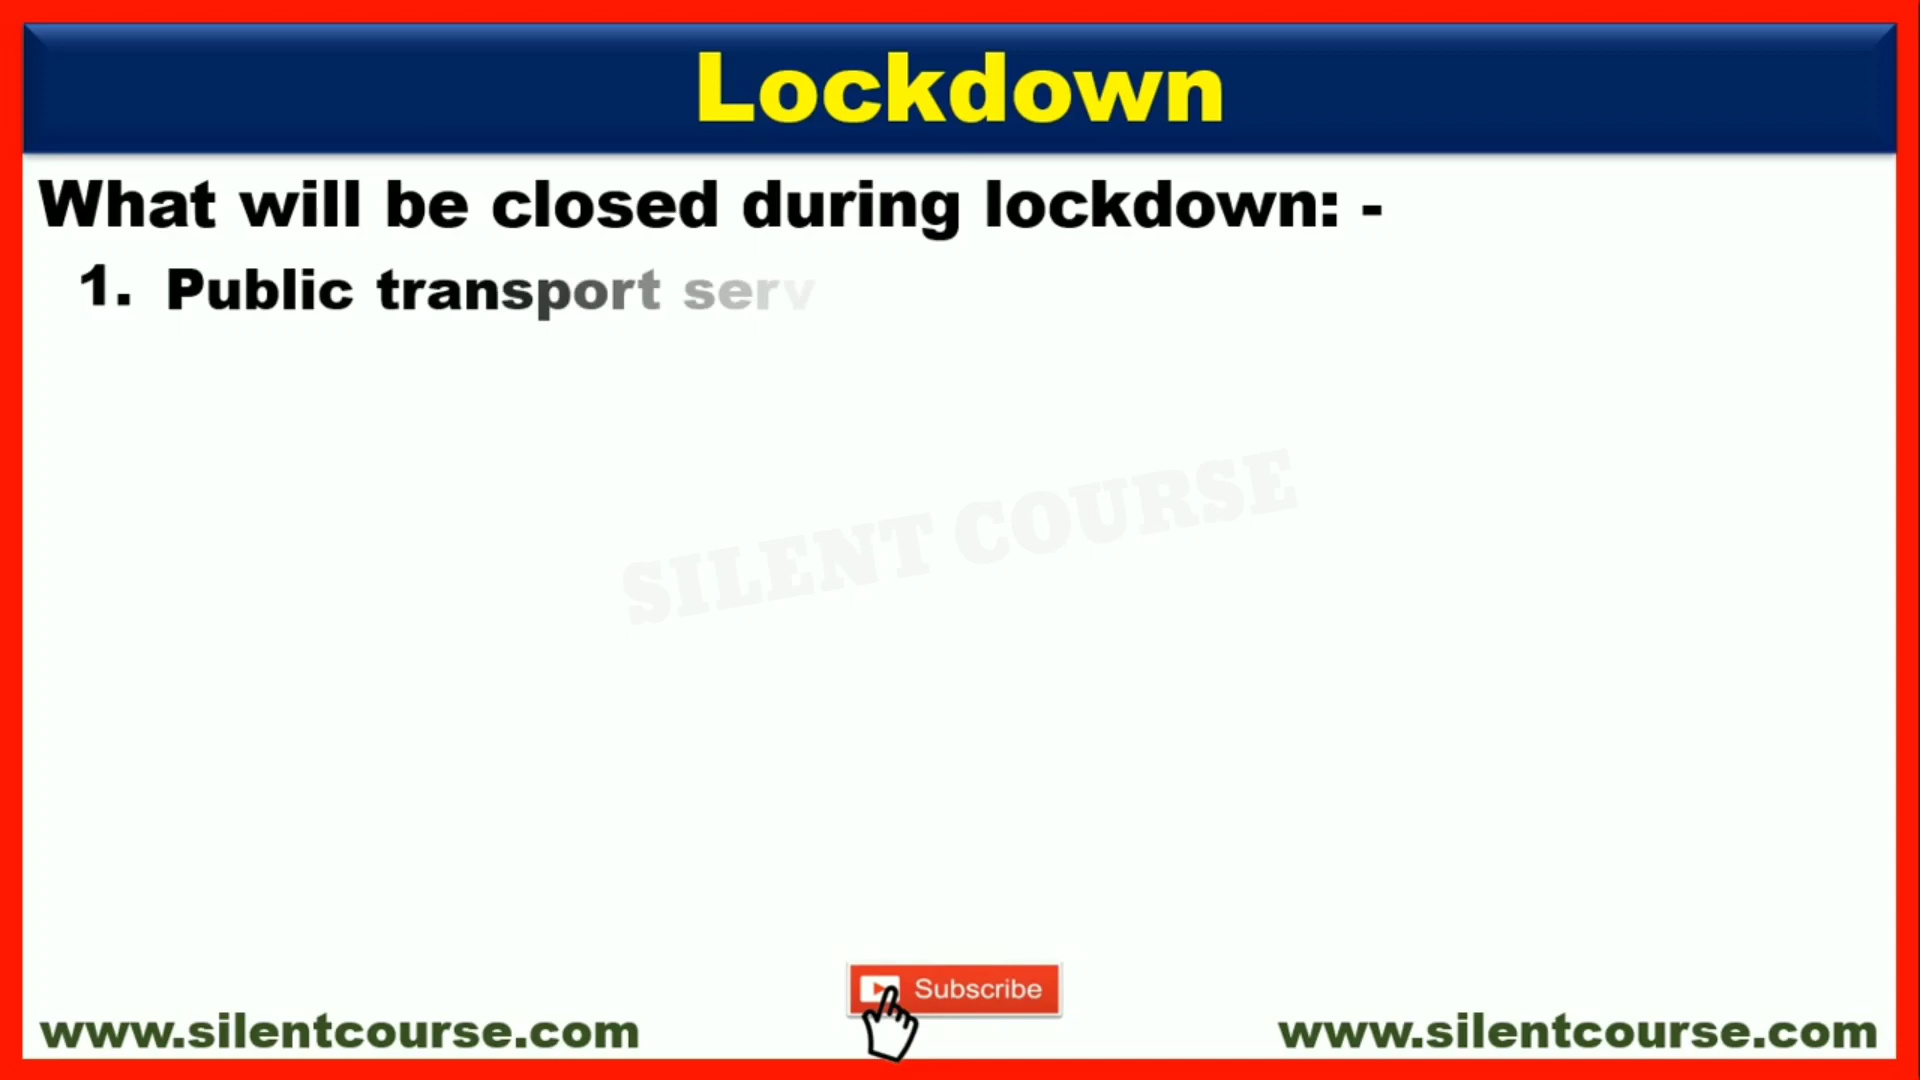 Lockdown
What will be closed during lockdown: -
1. Public transport serv
SILENT COURSE
Subscribe
www.silentcourse.com
www.silentcourse.com